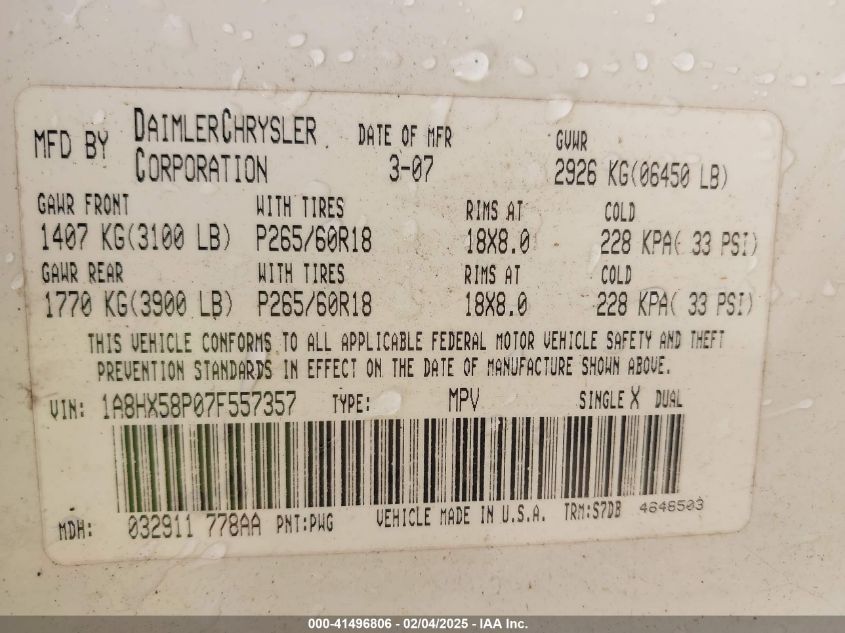 MFD BY DAIMLERCHRYSLER CORPORATION DATE OF MFR 3-07 GVWR 2926 KG(06450 LB)
GAWR FRONT WITH TIRES RIMS AT COLD
1407 KG(3100 LB) P265/60R18 18X8.0 228 KPA( 33 PSI)
GAWR REAR WITH TIRES RIMS AT COLD
1770 KG(3900 LB) P265/60R18 18X8.0 228 KPA( 33 PSI)
THIS VEHICLE CONFORMS TO ALL APPLICABLE FEDERAL MOTOR VEHICLE SAFETY AND THEFT
PREVENTION STANDARDS IN EFFECT ON THE DATE OF MANUFACTURE SHOWN ABOVE.
VIN: 1A8HX58P07F557357 TYPE: MPV SINGLE X DUAL
MDH: 032911 778AA PNT:PWG VEHICLE MADE IN U.S.A. TRM:S7DB 4648503
000-41496806 - 02/04/2025 - IAA Inc.